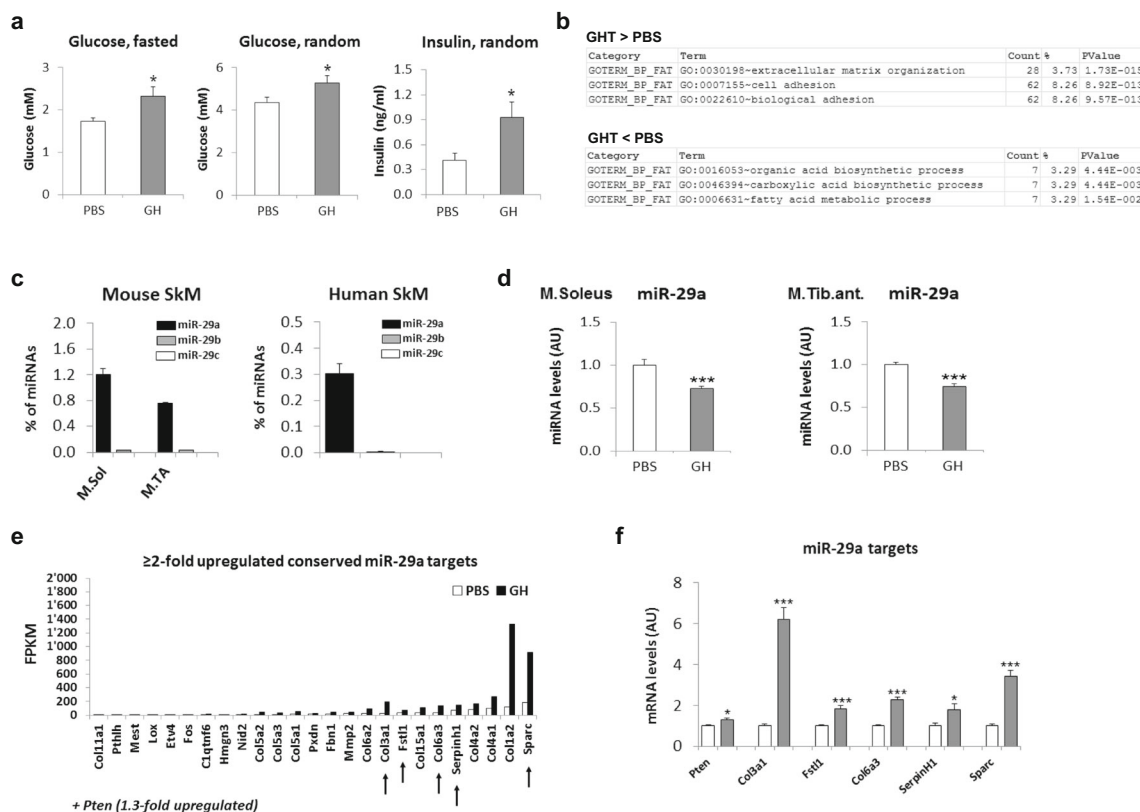 a
Glucose, fasted
Glucose (mM)
3
2
1
0
*
PBS GH
Glucose, random
Glucose (mM)
6
4
2
0
*
PBS GH
Insulin, random
Insulin (ng/ml)
1.5
1.2
0.9
0.6
0.3
0.0
*
PBS GH
b
GHT > PBS
Category Term Count % PValue
GOTERM_BP_FAT GO:0030198~extracellular matrix organization 28 3.73 1.73E-015
GOTERM_BP_FAT GO:0007155~cell adhesion 62 8.26 8.92E-013
GOTERM_BP_FAT GO:0022610~biological adhesion 62 8.26 9.57E-013
GHT < PBS
Category Term Count % PValue
GOTERM_BP_FAT GO:0016053~organic acid biosynthetic process 7 3.29 4.44E-003
GOTERM_BP_FAT GO:0046394~carboxylic acid biosynthetic process 7 3.29 4.44E-003
GOTERM_BP_FAT GO:0006631~fatty acid metabolic process 7 3.29 1.54E-002
c
Mouse SkM
% of miRNAs
2.0
1.6
1.2
0.8
0.4
0.0
miR-29a
miR-29b
miR-29c
M.Sol M.TA
Human SkM
% of miRNAs
0.5
0.4
0.3
0.2
0.1
0.0
miR-29a
miR-29b
miR-29c
d
M.Soleus miR-29a
miRNA levels (AU)
1.5
1.0
0.5
0.0
***
PBS GH
M.Tib.ant. miR-29a
miRNA levels (AU)
1.5
1.0
0.5
0.0
***
PBS GH
e
≥2-fold upregulated conserved miR-29a targets
FPKM
2'000
1'800
1'600
1'400
1'200
1'000
800
600
400
200
0
PBS GH
Col11a1 Pthlh Mest Lox Etv4 Fos C1qtnf6 Hmgn3 Nid2 Col5a2 Col5a3 Col5a1 Pxdn Fbn1 Mmp2 Col6a2 Col3a1 Fstl1 Col15a1 Col6a3 Serpinh1 Col4a2 Col4a1 Col1a2 Sparc
+ Pten (1.3-fold upregulated)
f
miR-29a targets
mRNA levels (AU)
8
6
4
2
0
* *** *** *** * ***
Pten Col3a1 Fstl1 Col6a3 SerpinH1 Sparc